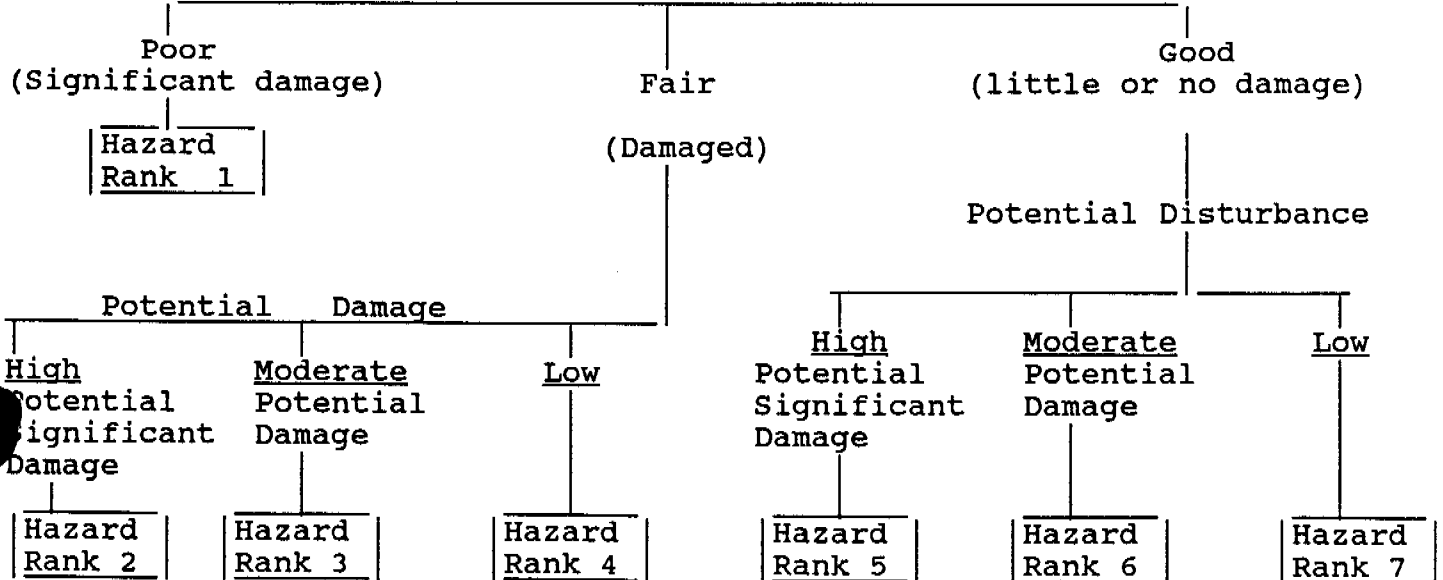 Poor
(Significant damage)
Hazard
Rank 1
Fair
(Damaged)
Good
(little or no damage)
Potential Disturbance
Potential Damage
High
Potential
Significant
Damage
Hazard
Rank 2
Moderate
Potential
Damage
Hazard
Rank 3
Low
Hazard
Rank 4
High
Potential
Significant
Damage
Hazard
Rank 5
Moderate
Potential
Damage
Hazard
Rank 6
Low
Hazard
Rank 7